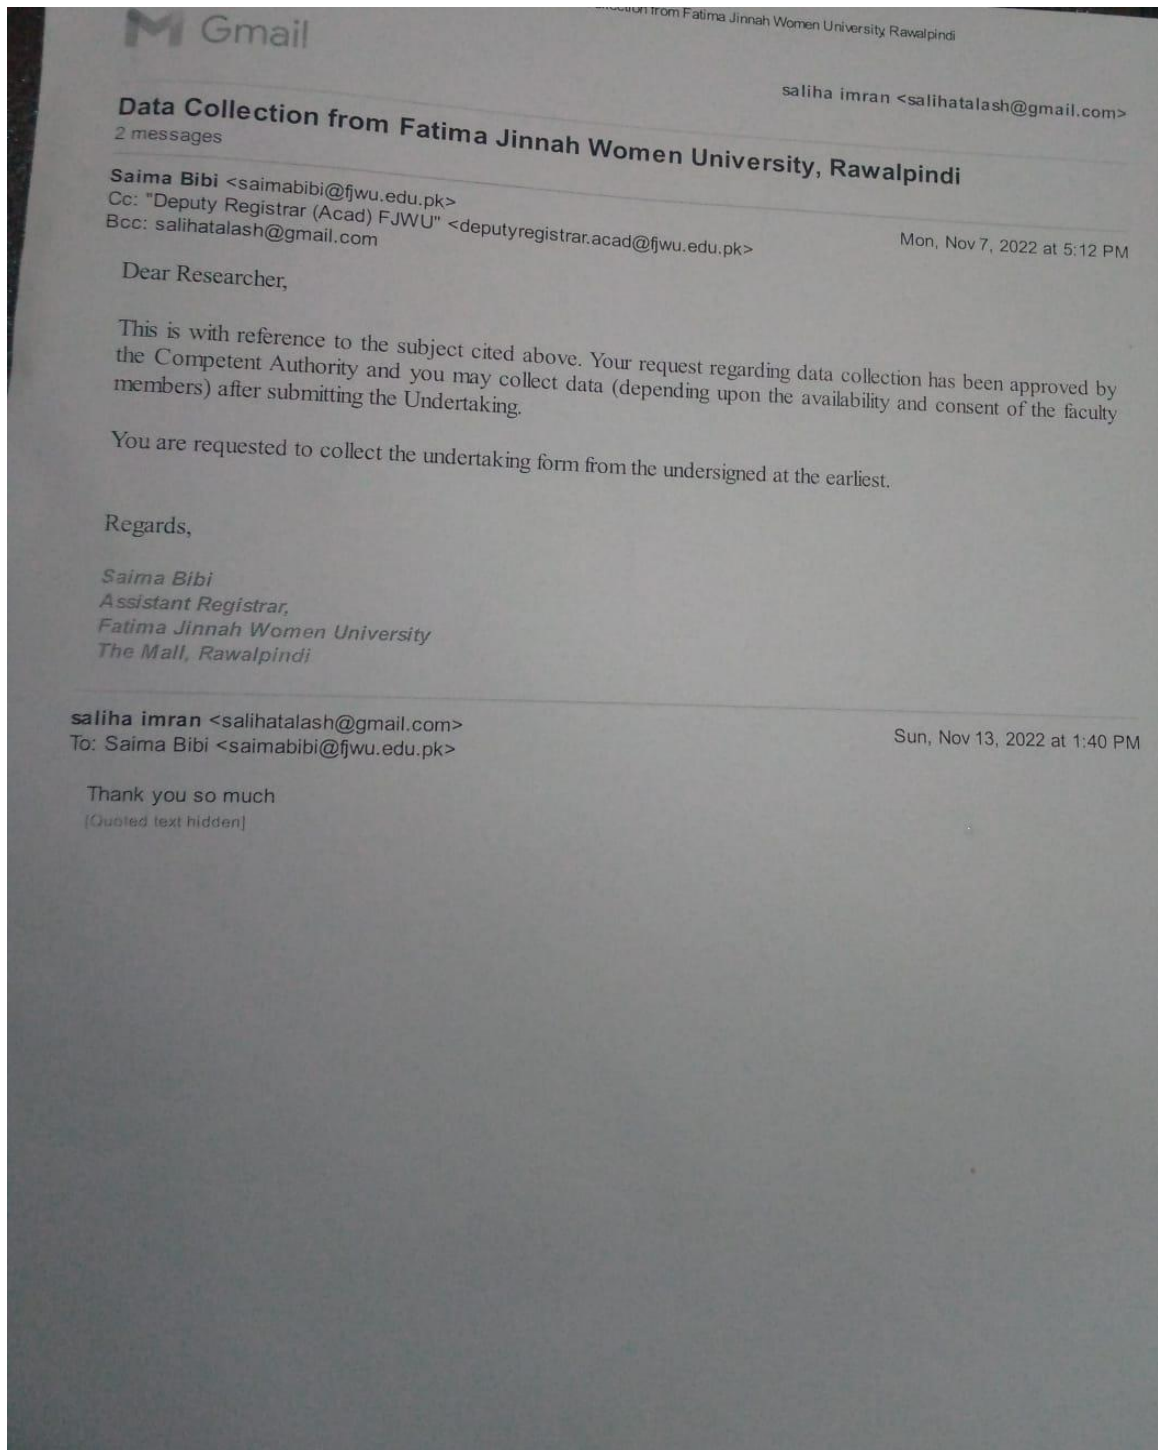 from Fatima Jinnah Women University, Rawalpindi
Gmail
saliha imran <salihatalash@gmail.com>
Data Collection from Fatima Jinnah Women University, Rawalpindi
2 messages
Saima Bibi <saimabibi@fjwu.edu.pk>
Cc: "Deputy Registrar (Acad) FJWU" <deputyregistrar.acad@fjwu.edu.pk>
Bcc: salihatalash@gmail.com
Mon, Nov 7, 2022 at 5:12 PM
Dear Researcher,
This is with reference to the subject cited above. Your request regarding data collection has been approved by
the Competent Authority and you may collect data (depending upon the availability and consent of the faculty
members) after submitting the Undertaking.
You are requested to collect the undertaking form from the undersigned at the earliest.
Regards,
Saima Bibi
Assistant Registrar,
Fatima Jinnah Women University
The Mall, Rawalpindi
saliha imran <salihatalash@gmail.com>
To: Saima Bibi <saimabibi@fjwu.edu.pk>
Sun, Nov 13, 2022 at 1:40 PM
Thank you so much
[Quoted text hidden]